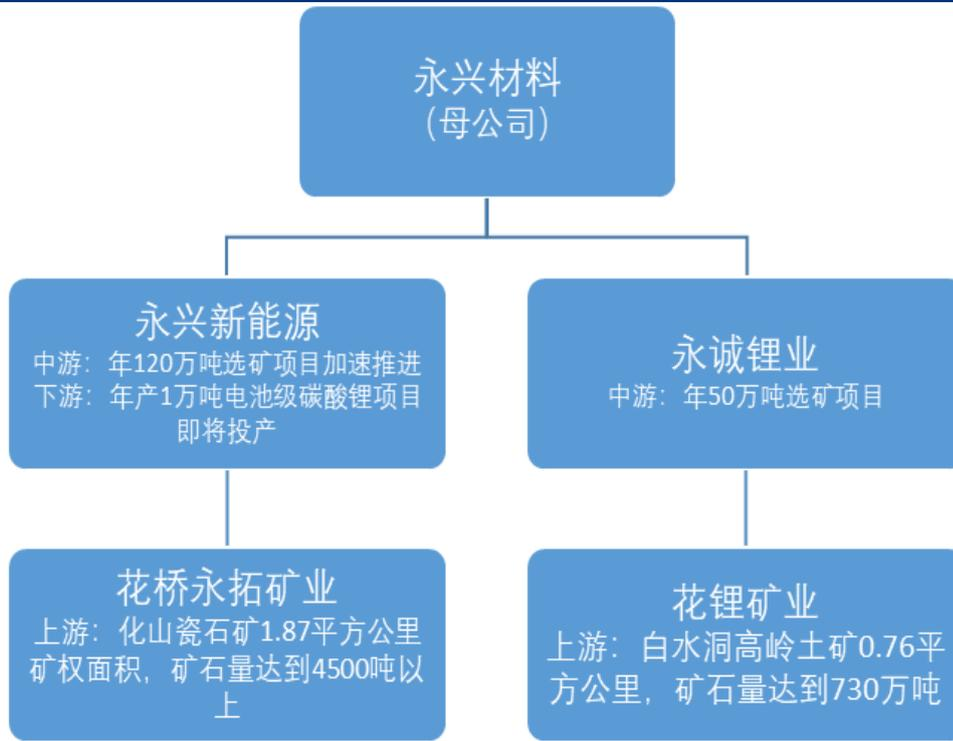 永兴材料
(母公司)
永兴新能源
中游：年120万吨选矿项目加速推进
下游：年产1万吨电池级碳酸锂项目
即将投产
永诚锂业
中游：年50万吨选矿项目
花桥永拓矿业
上游：化山瓷石矿1.87平方公里
矿权面积，矿石量达到4500吨以
上
花锂矿业
上游：白水洞高岭土矿0.76平
方公里，矿石量达到730万吨